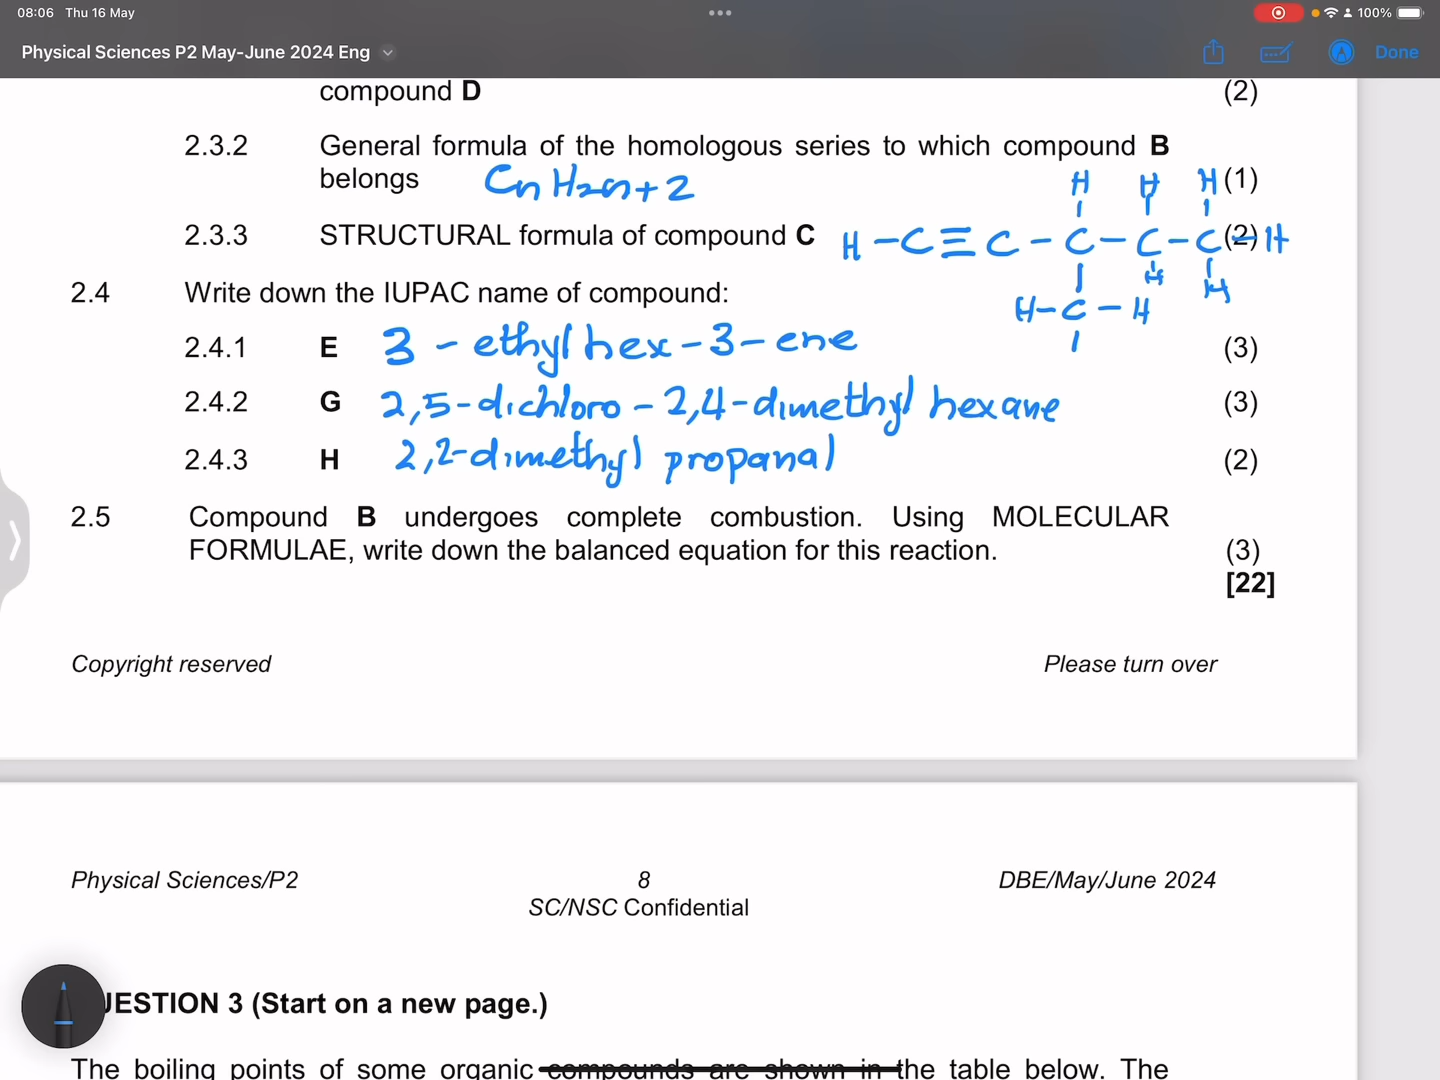 08:06 Thu 16 May
100%
Physical Sciences P2 May-June 2024 Eng
Done
compound D (2)
2.3.2 General formula of the homologous series to which compound B
belongs CnH2n+2 (1)
H H H
2.3.3 STRUCTURAL formula of compound C H-C≡C-C-C-C-H (2)
H H
2.4 Write down the IUPAC name of compound:
H-C-H
2.4.1 E 3-ethylhex-3-ene (3)
2.4.2 G 2,5-dichloro-2,4-dimethyl hexane (3)
2.4.3 H 2,2-dimethyl propanal (2)
2.5 Compound B undergoes complete combustion. Using MOLECULAR
FORMULAE, write down the balanced equation for this reaction. (3)
[22]
Copyright reserved Please turn over
Physical Sciences/P2 8 DBE/May/June 2024
SC/NSC Confidential
UESTION 3 (Start on a new page.)
The boiling points of some organic compounds are shown in the table below. The